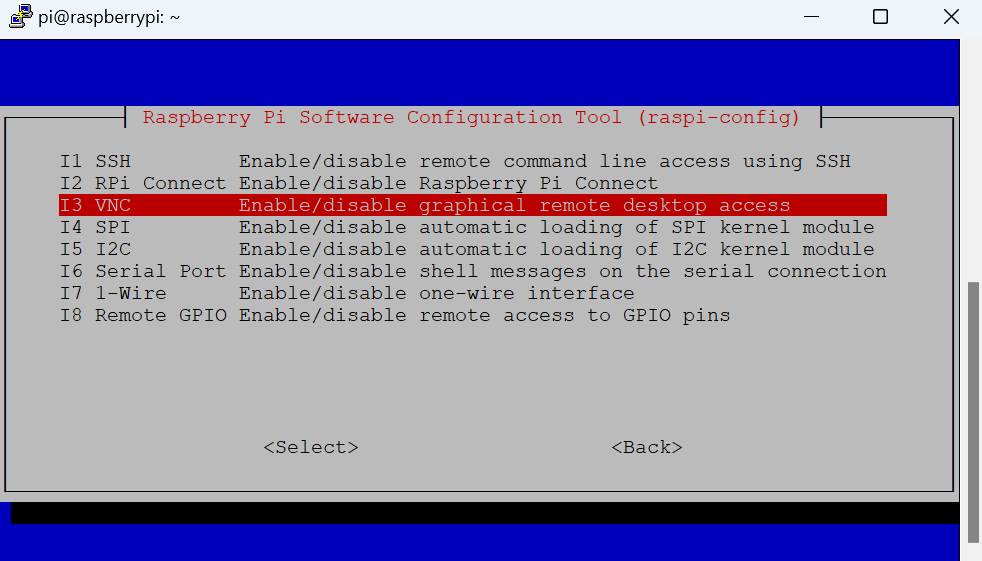 pi@raspberrypi: ~
Raspberry Pi Software Configuration Tool (raspi-config)
I1 SSH Enable/disable remote command line access using SSH
I2 RPi Connect Enable/disable Raspberry Pi Connect
I3 VNC Enable/disable graphical remote desktop access
I4 SPI Enable/disable automatic loading of SPI kernel module
I5 I2C Enable/disable automatic loading of I2C kernel module
I6 Serial Port Enable/disable shell messages on the serial connection
I7 1-Wire Enable/disable one-wire interface
I8 Remote GPIO Enable/disable remote access to GPIO pins
<Select> <Back>